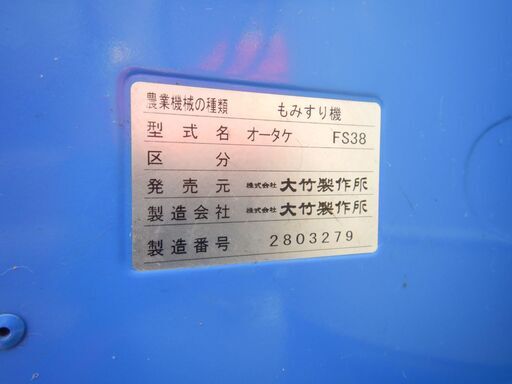 農業機械の種類 もみすり機
型式名 オータケ FS38
区分
発売元 株式会社 大竹製作所
製造会社 株式会社 大竹製作所
製造番号 2803279